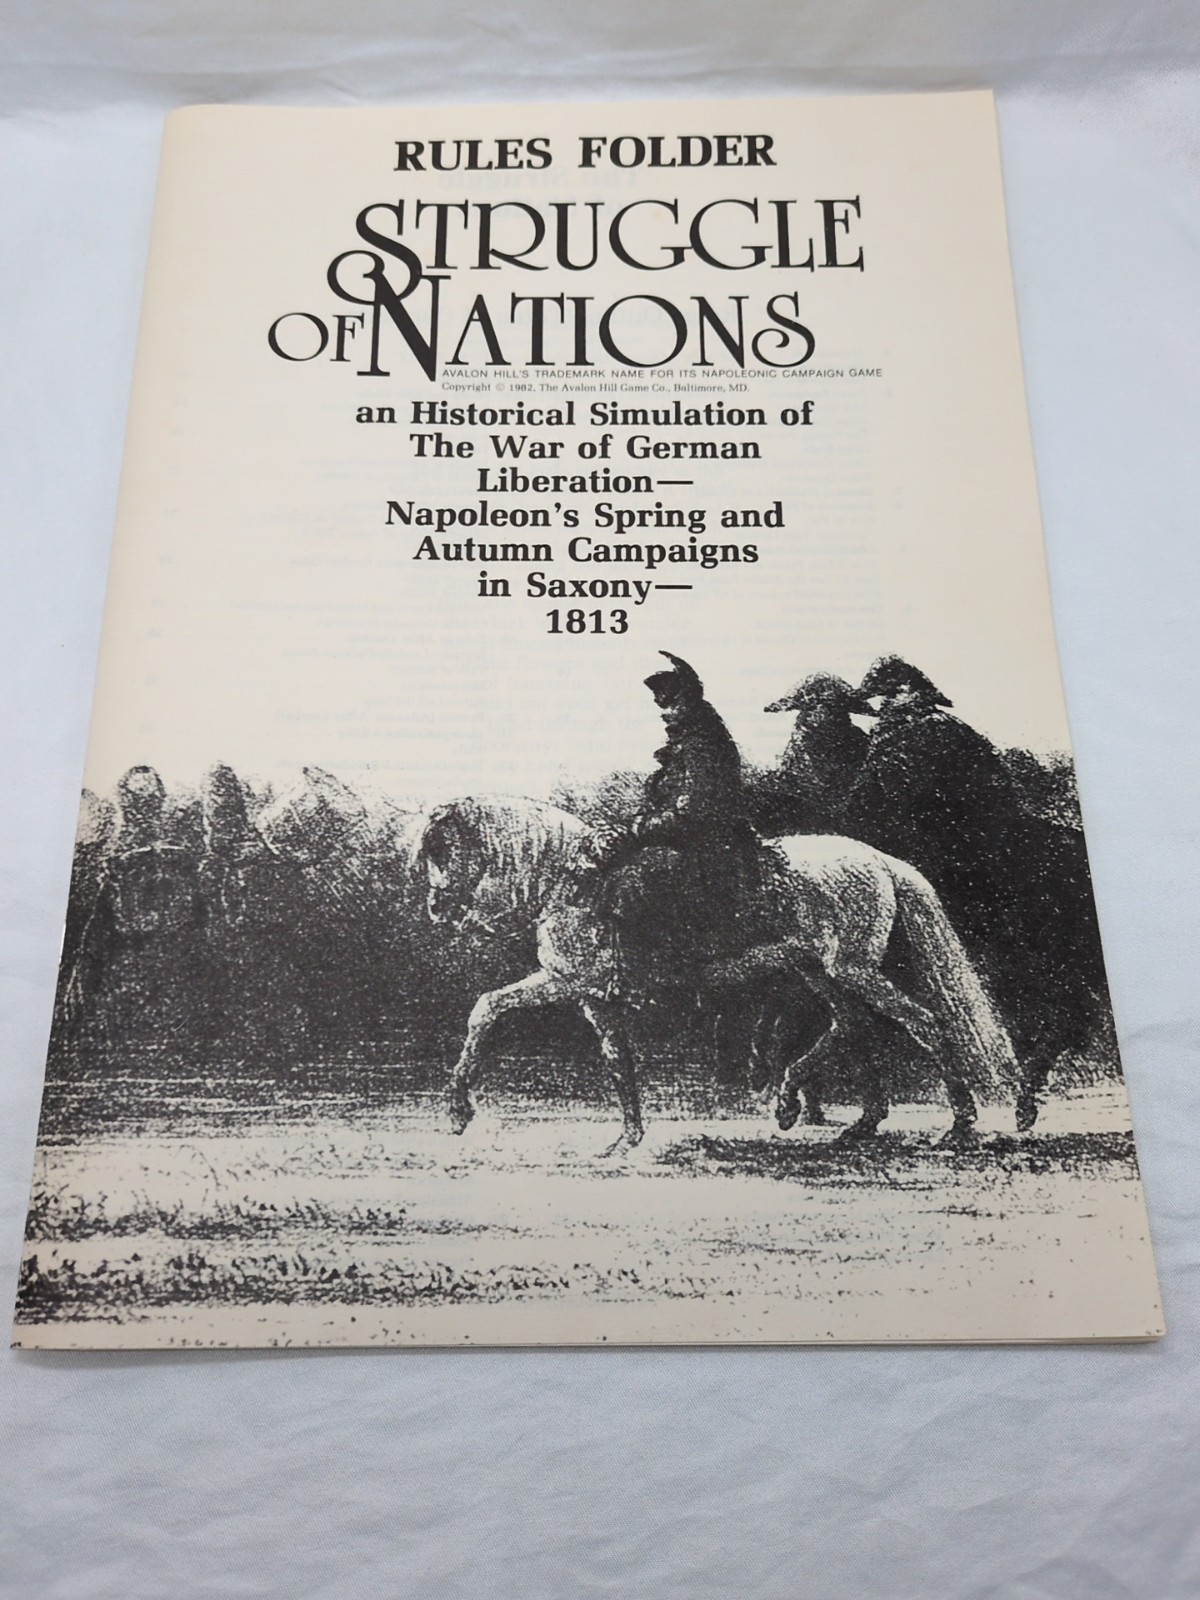 RULES FOLDER
STRUGGLE
OF NATIONS
AVALON HILL'S TRADEMARK NAME FOR ITS NAPOLEONIC CAMPAIGN GAME
Copyright © 1982, The Avalon Hill Game Co., Baltimore, MD.
an Historical Simulation of
The War of German
Liberation—
Napoleon's Spring and
Autumn Campaigns
in Saxony—
1813